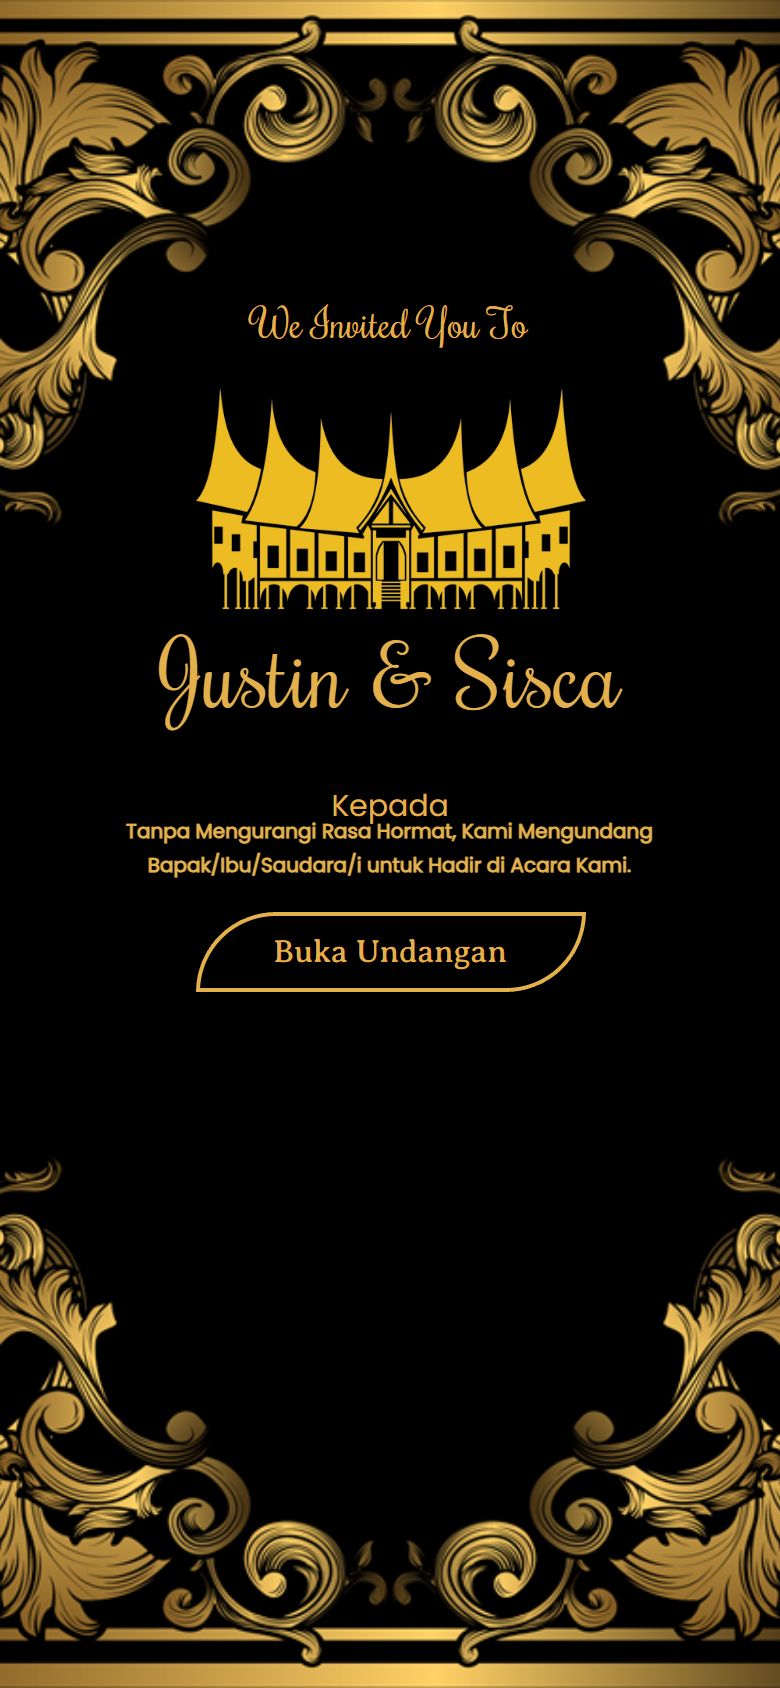 We Invited You To
Justin & Sisca
Kepada
Tanpa Mengurangi Rasa Hormat, Kami Mengundang
Bapak/Ibu/Saudara/i untuk Hadir di Acara Kami.
Buka Undangan